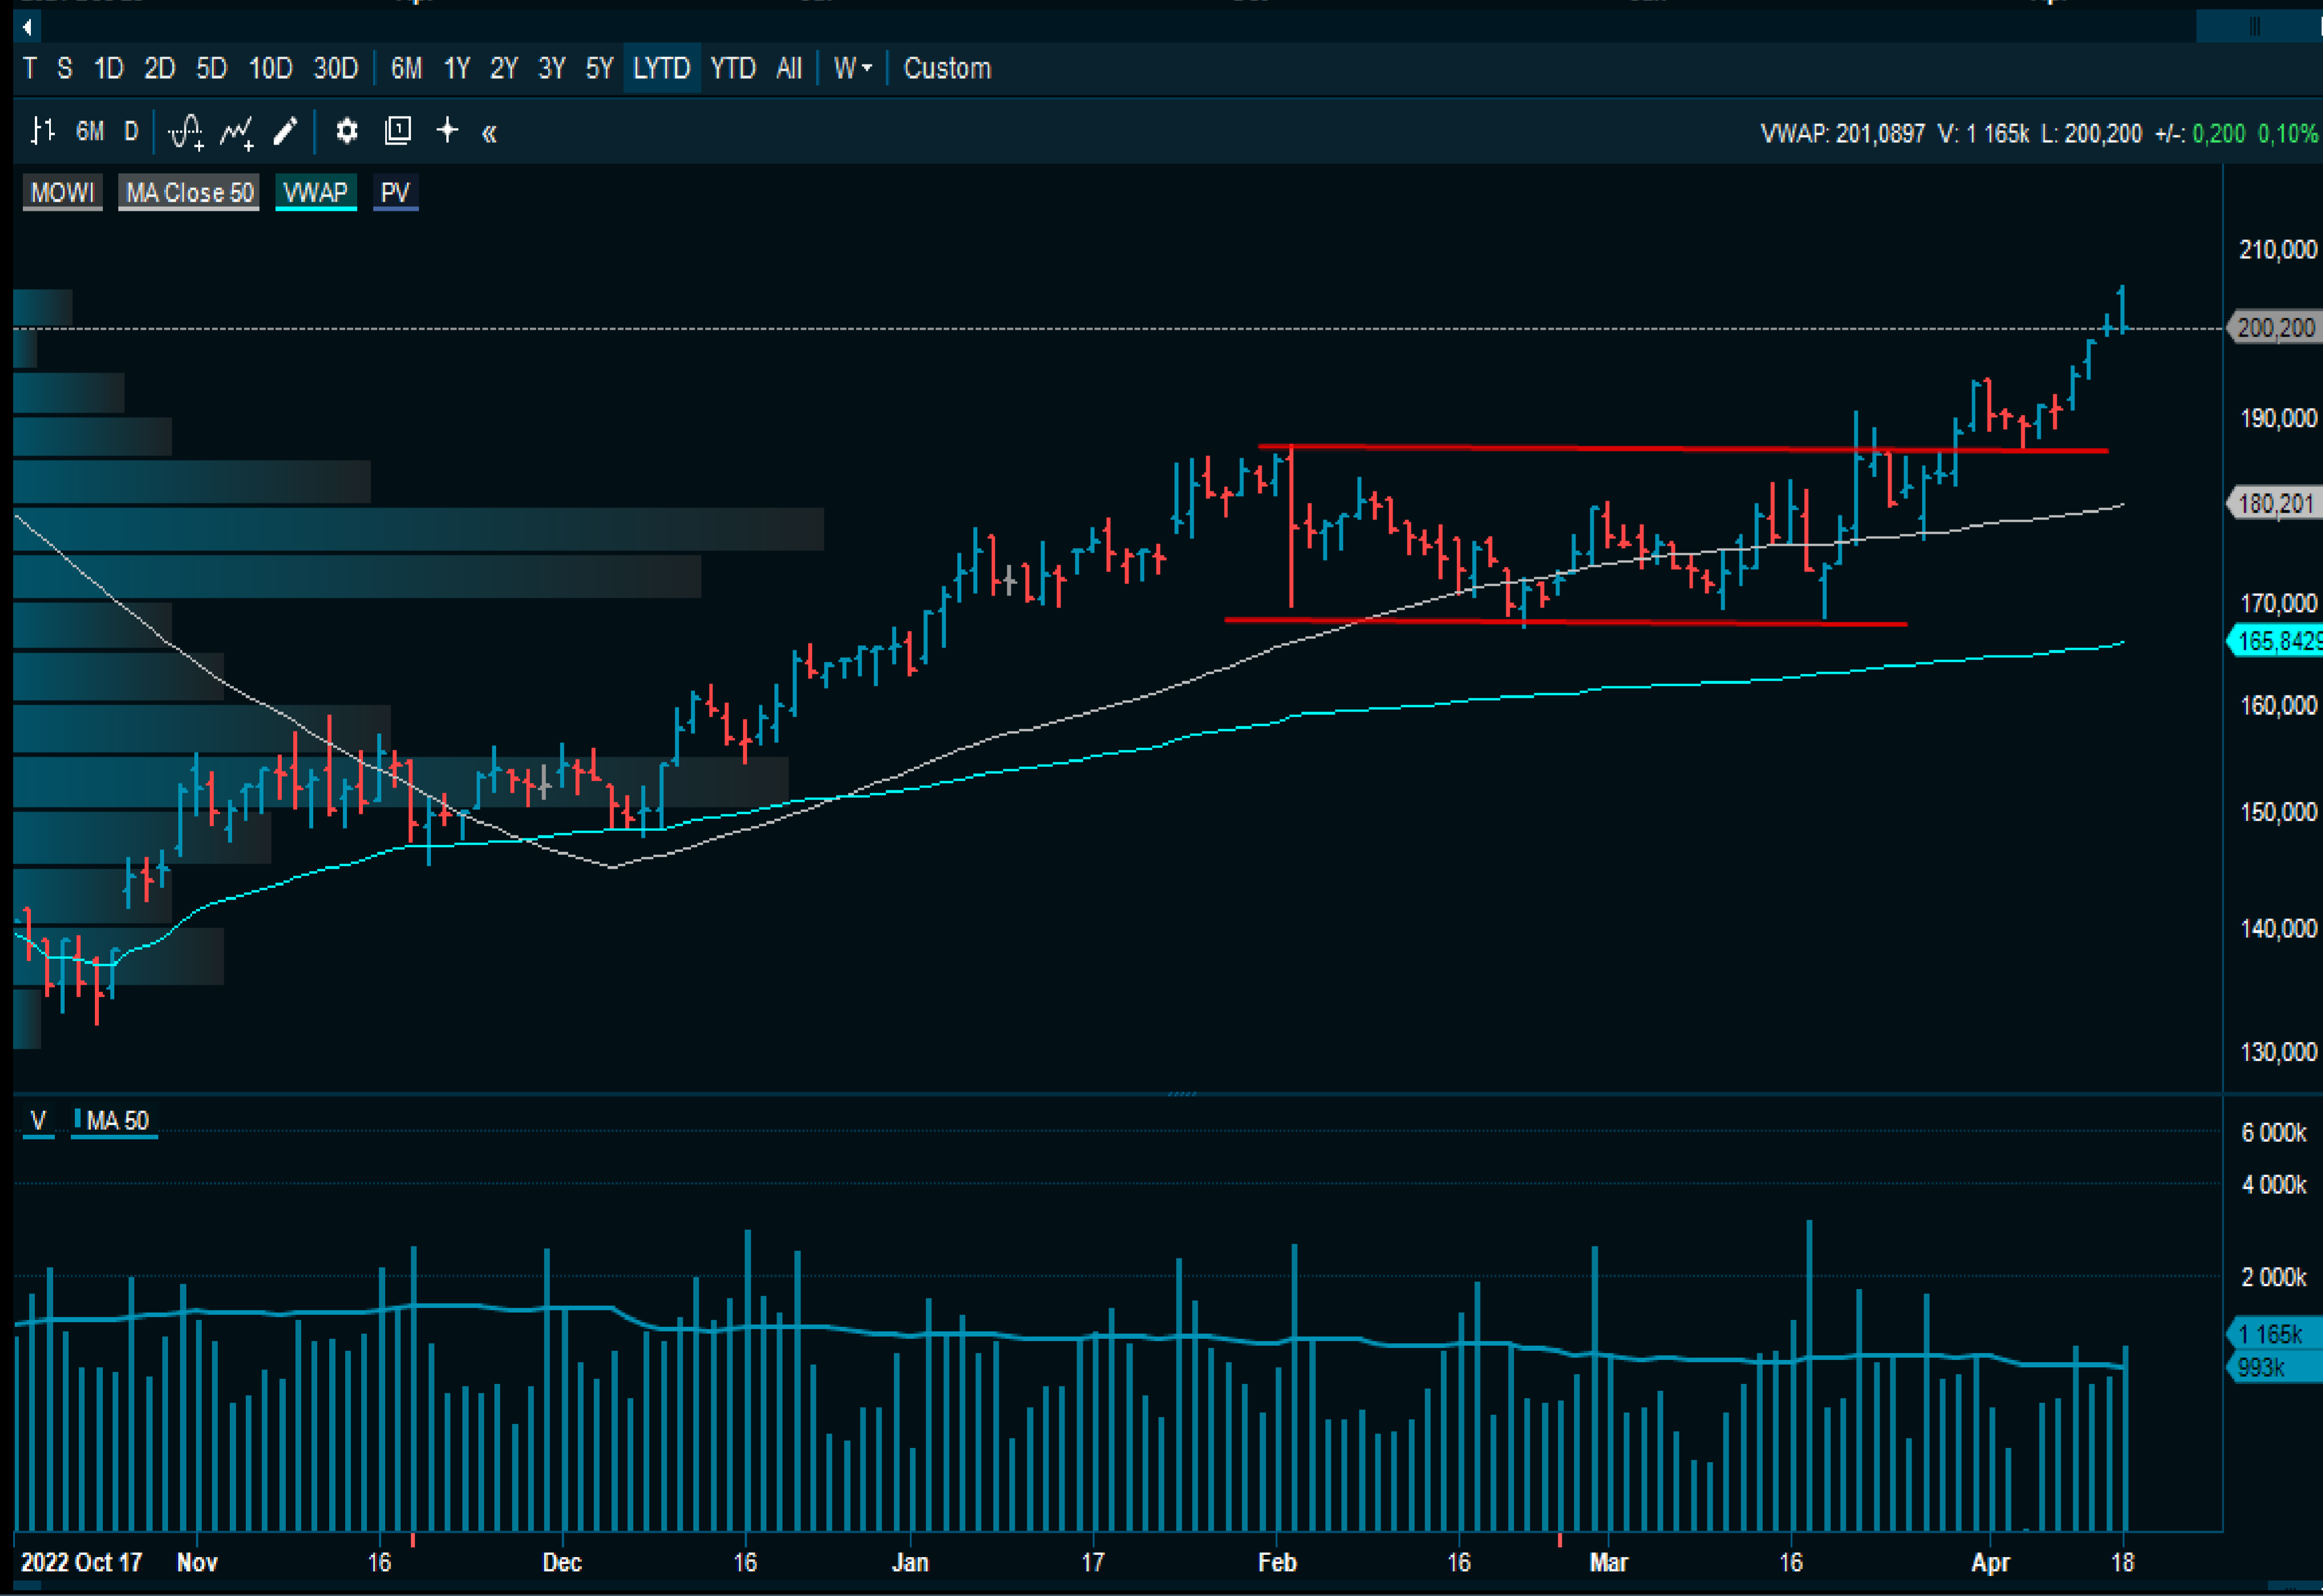 T S 1D 2D 5D 10D 30D 6M 1Y 2Y 3Y 5Y LYTD YTD All W Custom
6M D 1 « VWAP: 201,0897 V: 1 165k L: 200,200 +/-: 0,200 0,10%
MOWI MA Close 50 VWAP PV
210,000
200,200
190,000
180,201
170,000
165,8429
160,000
150,000
140,000
130,000
V MA 50
6 000k
4 000k
2 000k
1 165k
993k
2022 Oct 17 Nov 16 Dec 16 Jan 17 Feb 16 Mar 16 Apr 18